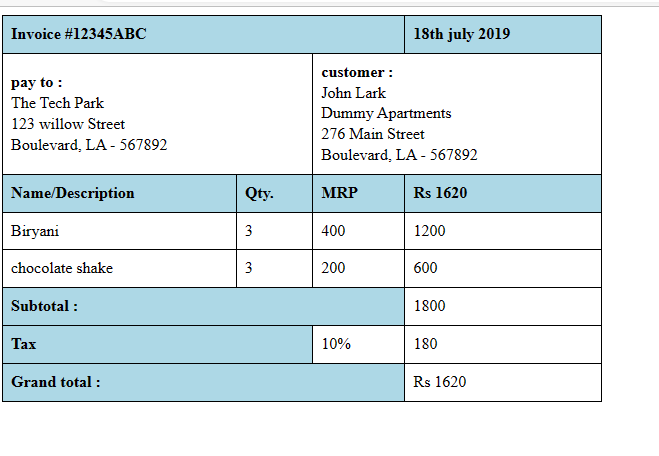 Invoice #12345ABC 18th july 2019
pay to :
The Tech Park
123 willow Street
Boulevard, LA - 567892
customer :
John Lark
Dummy Apartments
276 Main Street
Boulevard, LA - 567892
Name/Description Qty. MRP Rs 1620
Biryani 3 400 1200
chocolate shake 3 200 600
Subtotal : 1800
Tax 10% 180
Grand total : Rs 1620